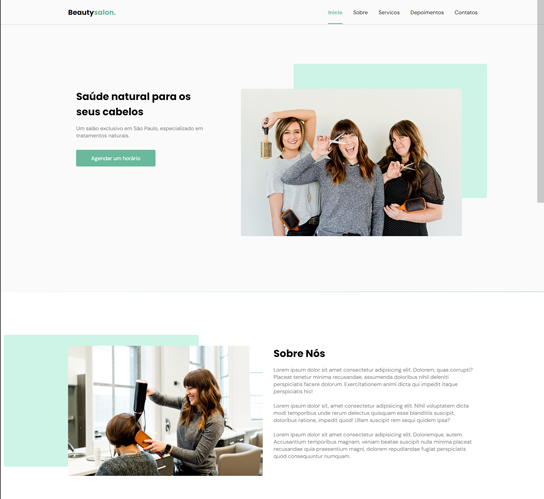 Beautysalon.
Início Sobre Servicos Depoimentos Contatos
Saúde natural para os
seus cabelos
Um salão exclusivo em São Paulo, especializado em
tratamentos naturais.
Agendar um horário
Sobre Nós
Lorem ipsum dolor sit amet consectetur adipisicing elit. Dolorem, quae corrupti?
Placeat tenetur minima recusandae, assumenda doloribus nihil deleniti
perspiciatis facere dolorum. Exercitationem animi dicta qui impedit itaque
perspiciatis hic!
Lorem ipsum dolor sit, amet consectetur adipisicing elit. Nihil voluptatem dicta
modi temporibus unde rerum delectus quisquam esse blanditiis suscipit,
doloribus ratione, impedit quod! Ullam suscipit rem sequi quidem ipsa?
Lorem ipsum dolor sit amet consectetur adipisicing elit. Doloremque, autem.
Accusantium temporibus magnam, veniam beatae suscipit nulla minima placeat
recusandae quia praesentium magni, dolorem repudiandae fugiat perspiciatis
quod consequuntur numquam.